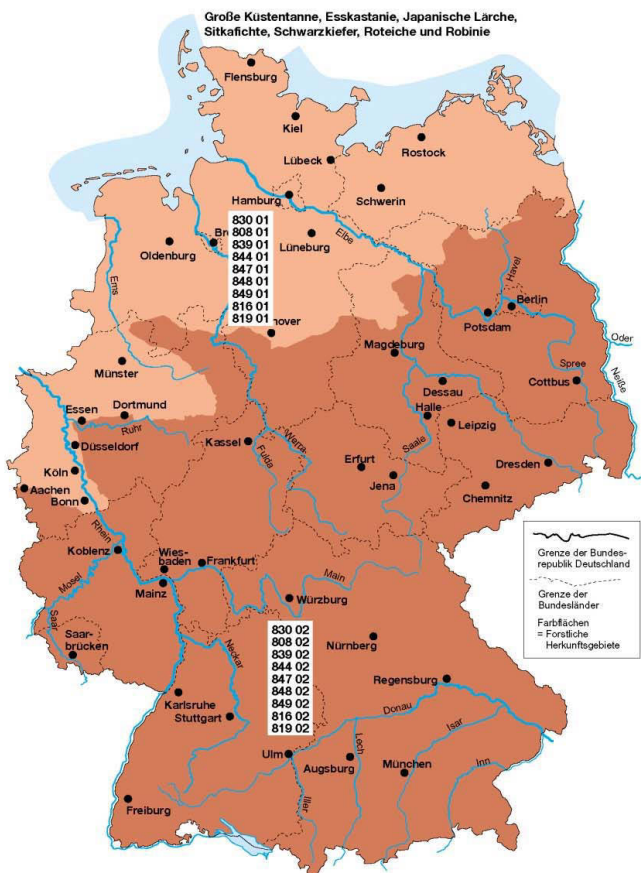 Große Küstentanne, Esskastanie, Japanische Lärche,
Sitkafichte, Schwarzkiefer, Roteiche und Robinie
Flensburg
Kiel
Rostock
Lübeck
Hamburg
Schwerin
830 01
808 01
839 01
844 01
847 01
848 01
849 01
816 01
819 01
Br
Oldenburg
Lüneburg
Elbe
Ems
Havel
nover
Berlin
Potsdam
Magdeburg
Oder
Neiße
Spree
Cottbus
Münster
Dortmund
Essen
Ruhr
Dessau
Halle
Leipzig
Düsseldorf
Kassel
Werra
Fulda
Saale
Erfurt
Jena
Dresden
Chemnitz
Köln
Aachen
Bonn
Rhein
Koblenz
Wies-
baden
Frankfurt
Mainz
Main
Mosel
Würzburg
Saar
Saar-
brücken
830 02
808 02
839 02
844 02
847 02
848 02
849 02
816 02
819 02
Nürnberg
Neckar
Regensburg
Karlsruhe
Stuttgart
Donau
Isar
Inn
Lech
Ulm
Augsburg
München
Iller
Freiburg
Grenze der Bundes-
republik Deutschland
Grenze der
Bundesländer
Farbflächen
= Forstliche
Herkunftsgebiete